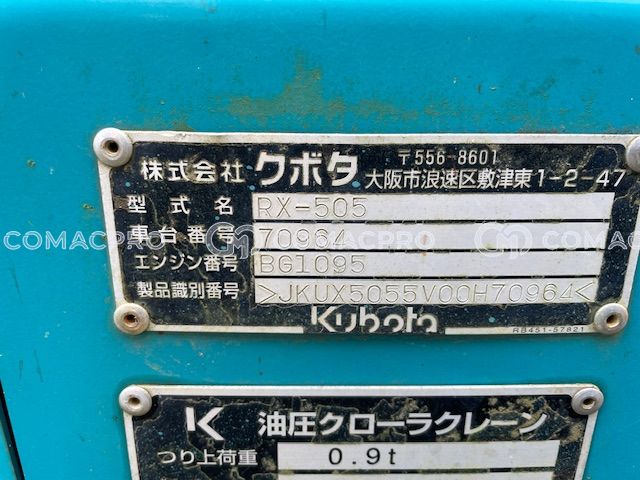 株式会社 クボタ 〒556-8601
大阪市浪速区敷津東1-2-47
型式名 RX-505
車台番号 70964
エンジン番号 BG1095
製品識別番号 >JKUX5055V00H70964<
Kubota RB451-57821
COMACPRO COMACPRO
K 油圧クローラクレーン
つり上荷重 0.9t